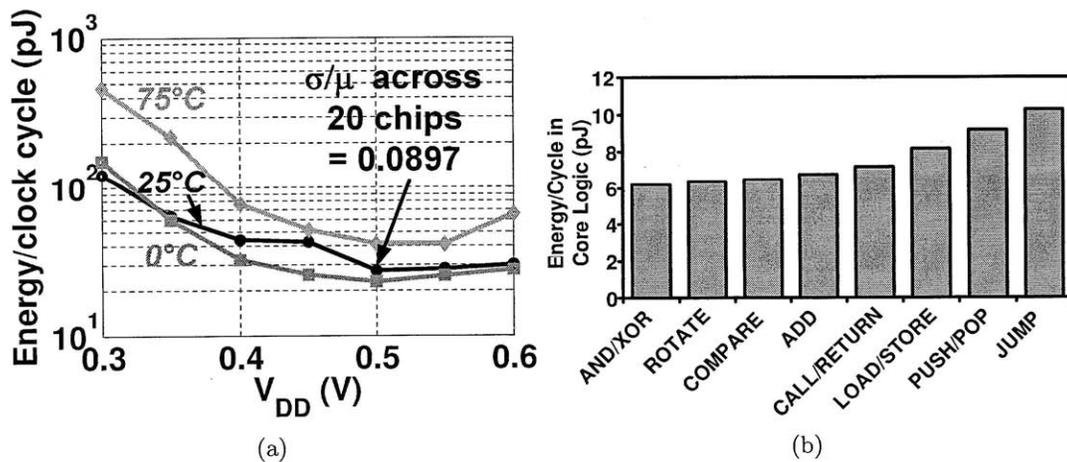 Energy/clock cycle (pJ)
10³
10²
10¹
75°C
25°C
0°C
σ/μ across
20 chips
= 0.0897
0.3
0.4
0.5
0.6
V_DD (V)
(a)
Energy/Cycle in
Core Logic (pJ)
12
10
8
6
4
2
0
AND/XOR
ROTATE
COMPARE
ADD
CALL/RETURN
LOAD/STORE
PUSH/POP
JUMP
(b)